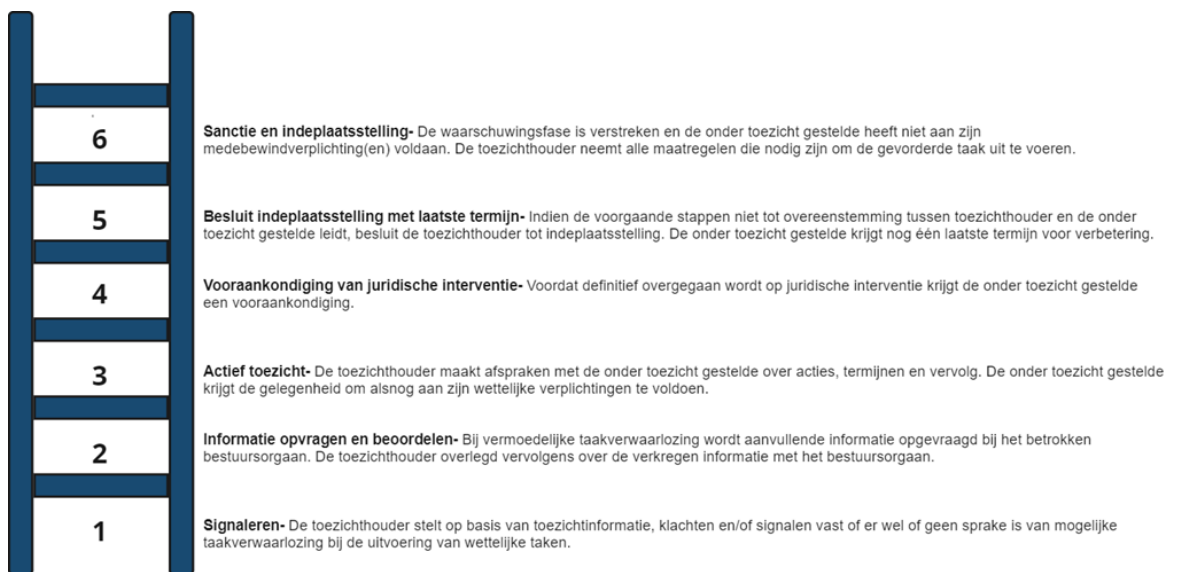 6
Sanctie en indeplaatsstelling- De waarschuwingsfase is verstreken en de onder toezicht gestelde heeft niet aan zijn
medebewindverplichting(en) voldaan. De toezichthouder neemt alle maatregelen die nodig zijn om de gevorderde taak uit te voeren.
5
Besluit indeplaatsstelling met laatste termijn- Indien de voorgaande stappen niet tot overeenstemming tussen toezichthouder en de onder
toezicht gestelde leidt, besluit de toezichthouder tot indeplaatsstelling. De onder toezicht gestelde krijgt nog één laatste termijn voor verbetering.
4
Vooraankondiging van juridische interventie- Voordat definitief overgegaan wordt op juridische interventie krijgt de onder toezicht gestelde
een vooraankondiging.
3
Actief toezicht- De toezichthouder maakt afspraken met de onder toezicht gestelde over acties, termijnen en vervolg. De onder toezicht gestelde
krijgt de gelegenheid om alsnog aan zijn wettelijke verplichtingen te voldoen.
2
Informatie opvragen en beoordelen- Bij vermoedelijke taakverwaarlozing wordt aanvullende informatie opgevraagd bij het betrokken
bestuursorgaan. De toezichthouder overlegd vervolgens over de verkregen informatie met het bestuursorgaan.
1
Signaleren- De toezichthouder stelt op basis van toezichtinformatie, klachten en/of signalen vast of er wel of geen sprake is van mogelijke
taakverwaarlozing bij de uitvoering van wettelijke taken.